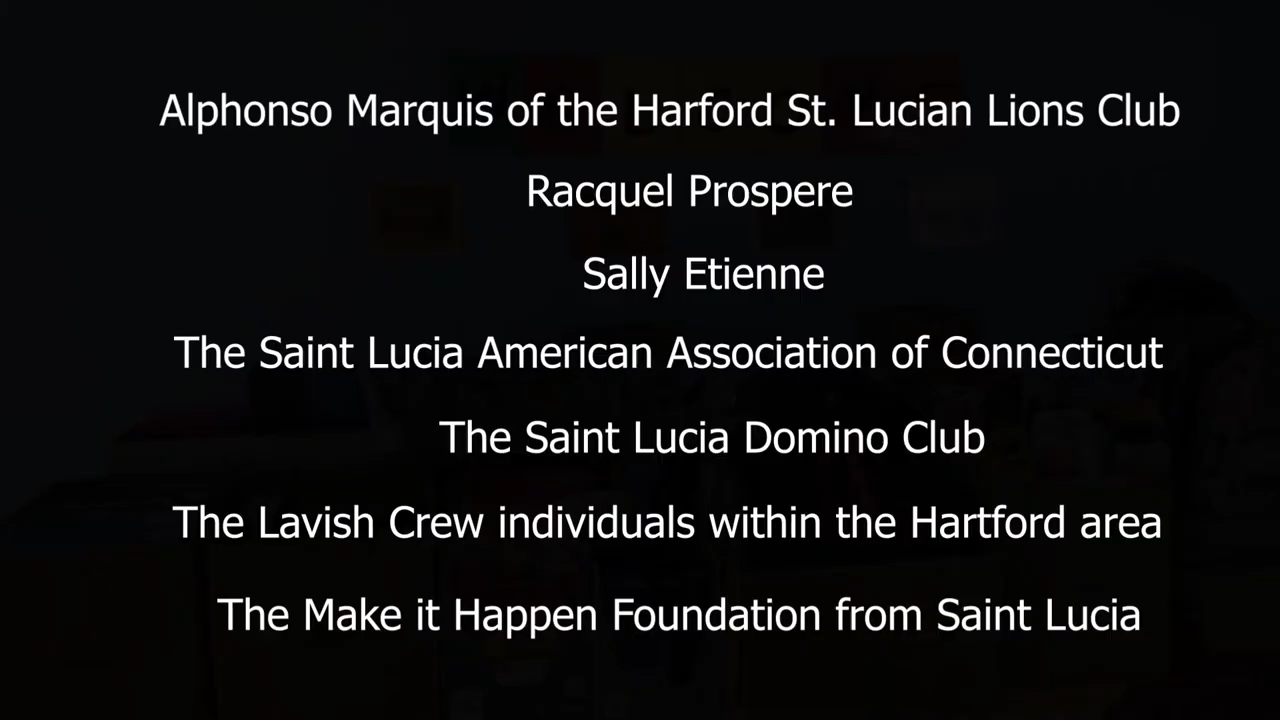 Alphonso Marquis of the Harford St. Lucian Lions Club
Racquel Prospere
Sally Etienne
The Saint Lucia American Association of Connecticut
The Saint Lucia Domino Club
The Lavish Crew individuals within the Hartford area
The Make it Happen Foundation from Saint Lucia